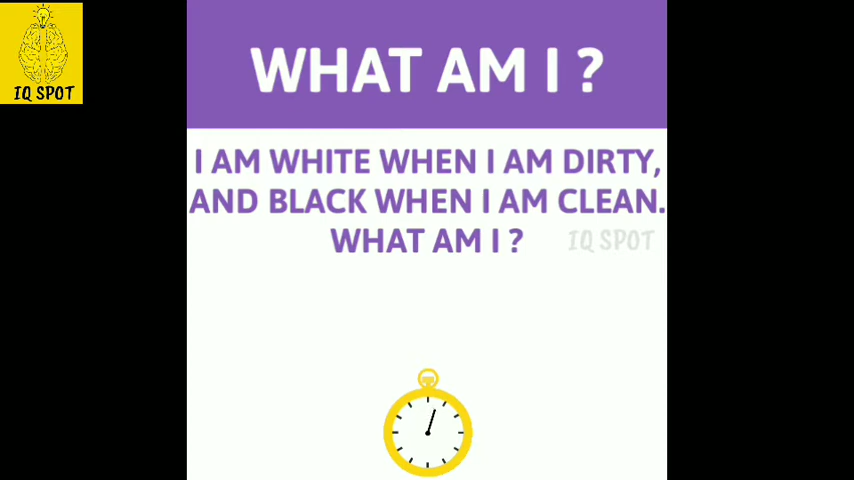 IQ SPOT
WHAT AM I ?
I AM WHITE WHEN I AM DIRTY,
AND BLACK WHEN I AM CLEAN.
WHAT AM I ?
IQ SPOT